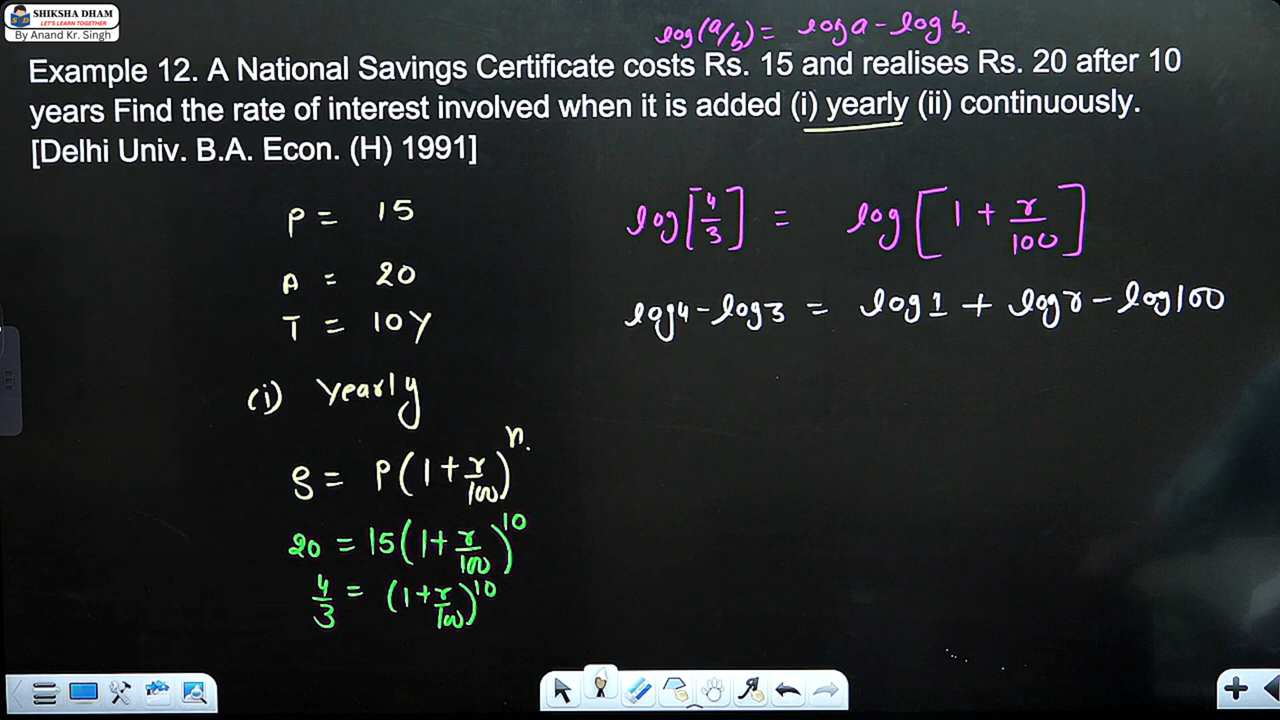 SHIKSHA DHAM
LET'S LEARN TOGETHER
By Anand Kr. Singh
log(a/b) = log a - log b.
Example 12. A National Savings Certificate costs Rs. 15 and realises Rs. 20 after 10
years Find the rate of interest involved when it is added (i) yearly (ii) continuously.
[Delhi Univ. B.A. Econ. (H) 1991]
P = 15
A = 20
T = 10Y
(i) Yearly
S = P(1 + r/100)^n.
20 = 15(1 + r/100)^10
4/3 = (1 + r/100)^10
log[4/3] = log[1 + r/100]
log4 - log3 = log1 + logr - log100